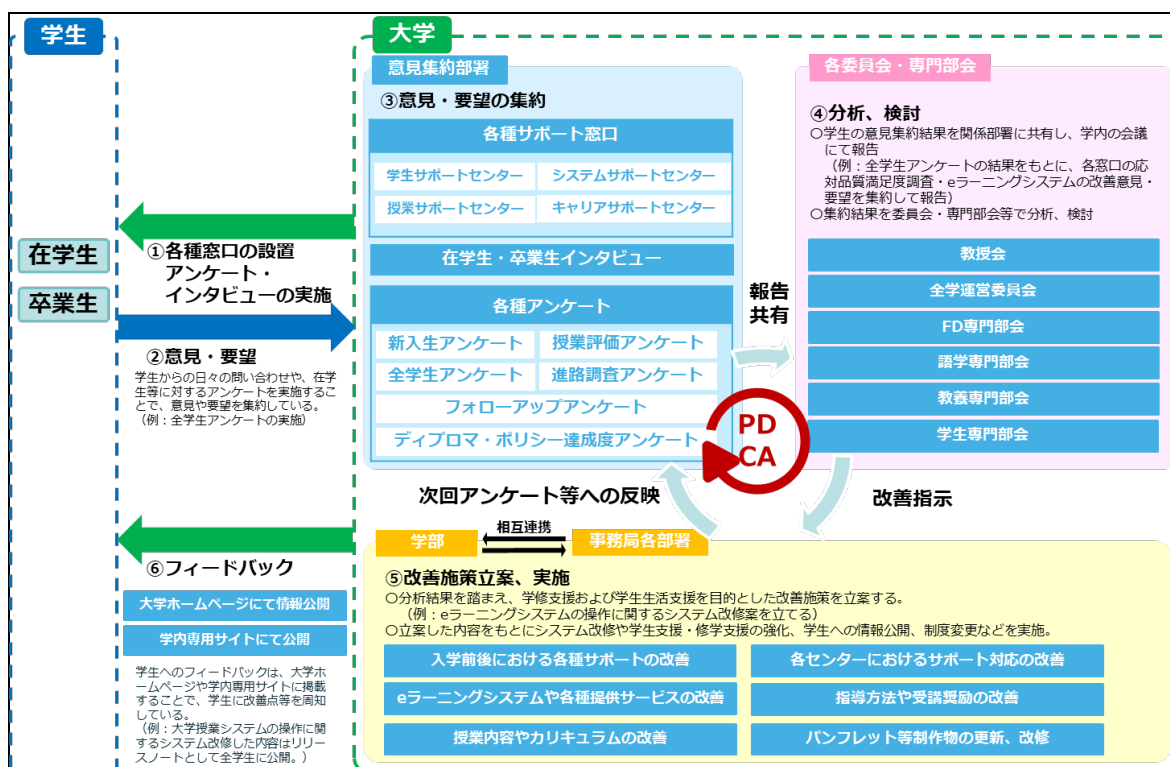 学生
在学生
卒業生
①各種窓口の設置
アンケート・
インタビューの実施
②意見・要望
学生からの日々の問い合わせや、在学
生等に対するアンケートを実施するこ
とで、意見や要望を集約している。
（例：全学生アンケートの実施）
⑥フィードバック
大学ホームページにて情報公開
学内専用サイトにて公開
学生へのフィードバックは、大学ホ
ームページや学内専用サイトに掲載
することで、学生に改善点等を周知
している。
（例：大学授業システムの操作に関
するシステム改修した内容はリリー
スノートとして全学生に公開。）
大学
意見集約部署
③意見・要望の集約
各種サポート窓口
学生サポートセンター
システムサポートセンター
授業サポートセンター
キャリアサポートセンター
在学生・卒業生インタビュー
各種アンケート
新入生アンケート
授業評価アンケート
全学生アンケート
進路調査アンケート
フォローアップアンケート
ディプロマ・ポリシー達成度アンケート
報告
共有
PD
CA
各委員会・専門部会
④分析、検討
○学生の意見集約結果を関係部署に共有し、学内の会議
にて報告
（例：全学生アンケートの結果をもとに、各窓口の応
対品質満足度調査・eラーニングシステムの改善意見・
要望を集約して報告）
○集約結果を委員会・専門部会等で分析、検討
教授会
全学運営委員会
FD専門部会
語学専門部会
教養専門部会
学生専門部会
次回アンケート等への反映
改善指示
学部
相互連携
事務局各部署
⑤改善施策立案、実施
○分析結果を踏まえ、学修支援および学生生活支援を目的とした改善施策を立案する。
（例：eラーニングシステムの操作に関するシステム改修案を立てる）
○立案した内容をもとにシステム改修や学生支援・修学支援の強化、学生への情報公開、制度変更などを実施。
入学前後における各種サポートの改善
各センターにおけるサポート対応の改善
eラーニングシステムや各種提供サービスの改善
指導方法や受講奨励の改善
授業内容やカリキュラムの改善
パンフレット等制作物の更新、改修